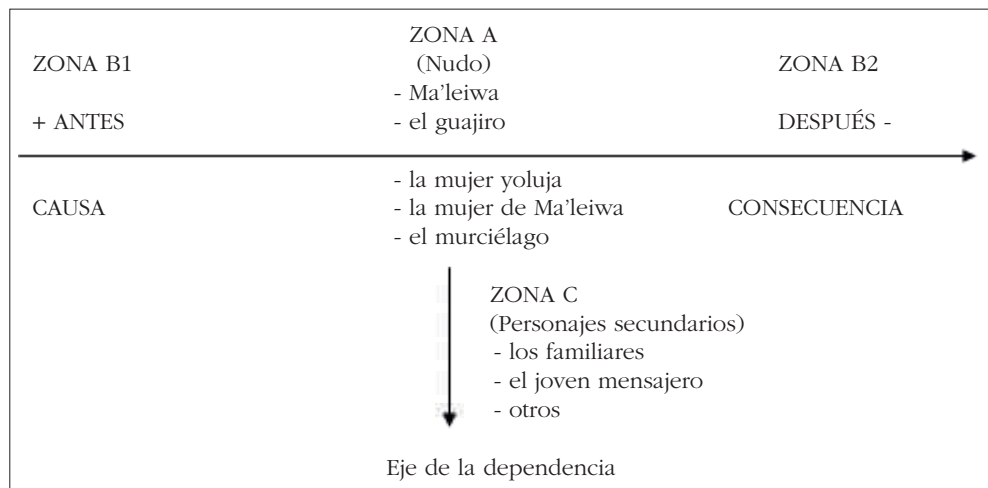 ZONA A
ZONA B1 (Nudo) ZONA B2
- Ma’leiwa
+ ANTES - el guajiro DESPUÉS -
- la mujer yoluja
CAUSA - la mujer de Ma’leiwa CONSECUENCIA
- el murciélago
ZONA C
(Personajes secundarios)
- los familiares
- el joven mensajero
- otros
Eje de la dependencia